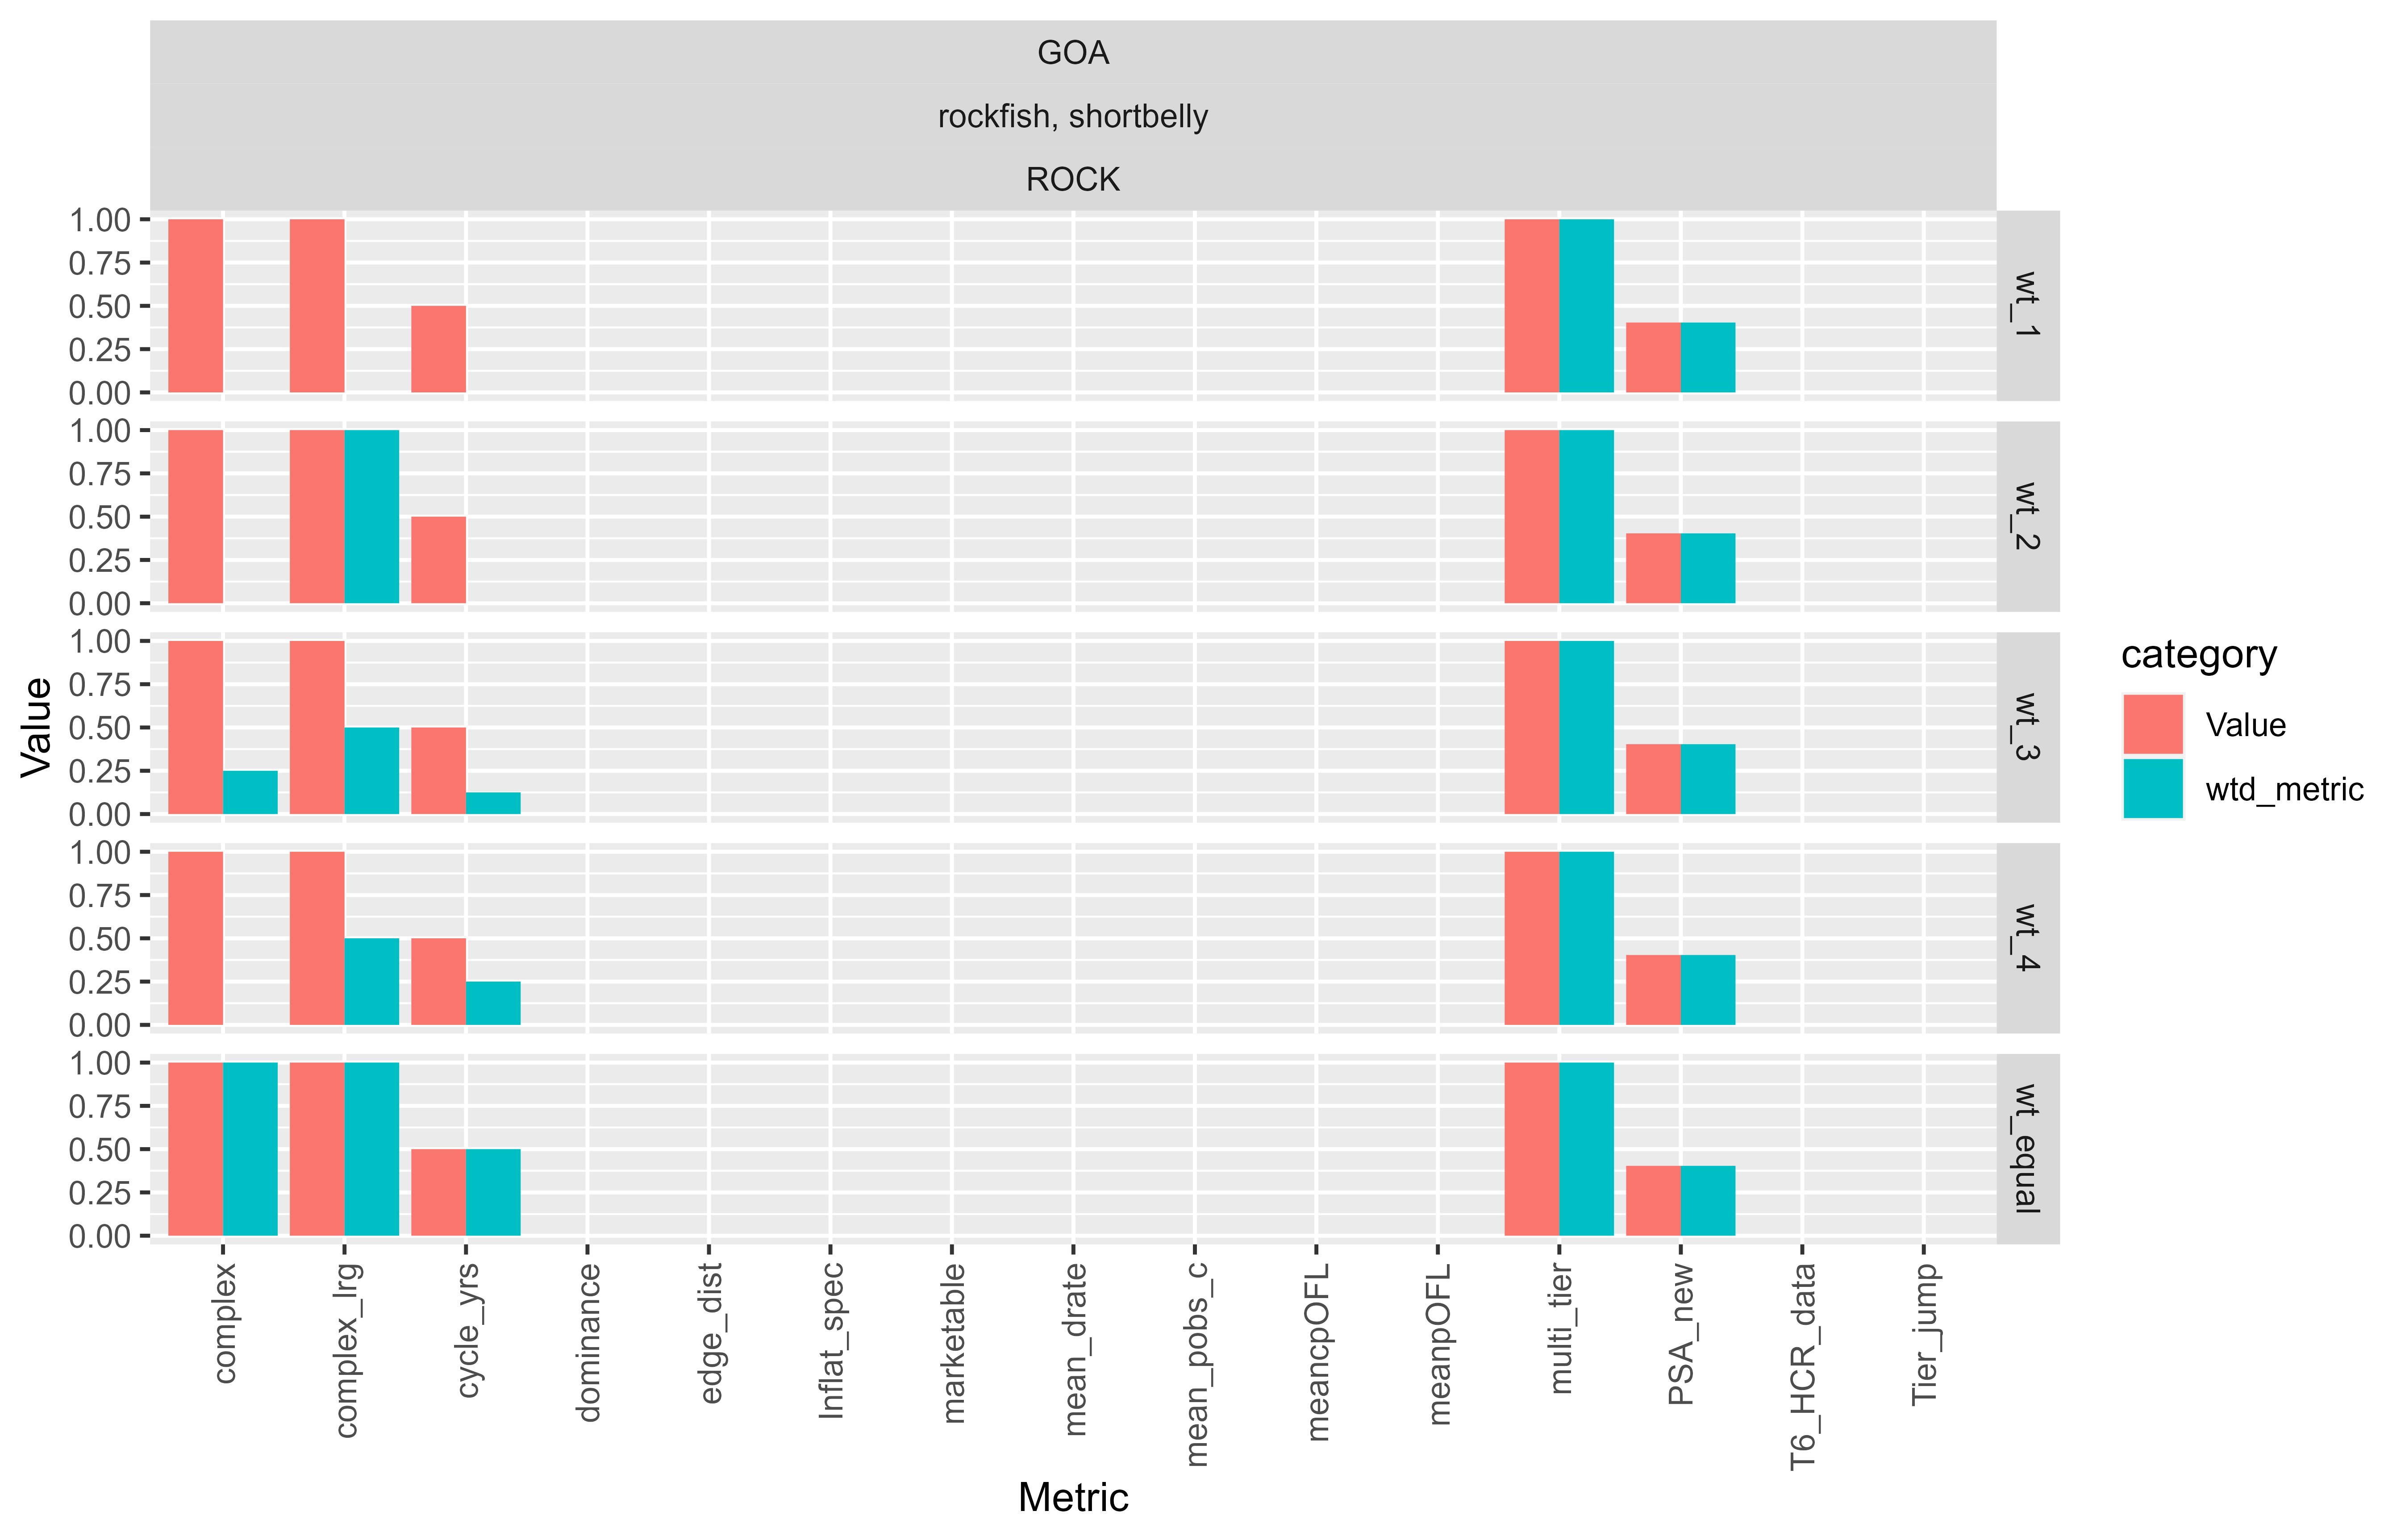 GOA
rockfish, shortbelly
ROCK
1.00
0.75
0.50
0.25
0.00
wt_1
1.00
0.75
0.50
0.25
0.00
wt_2
1.00
0.75
0.50
0.25
0.00
wt_3
1.00
0.75
0.50
0.25
0.00
wt_4
1.00
0.75
0.50
0.25
0.00
wt_equal
Value
complex
complex_lrg
cycle_yrs
dominance
edge_dist
Inflat_spec
marketable
mean_drate
mean_pobs_c
meancpOFL
meanpOFL
multi_tier
PSA_new
T6_HCR_data
Tier_jump
Metric
category
Value
wtd_metric